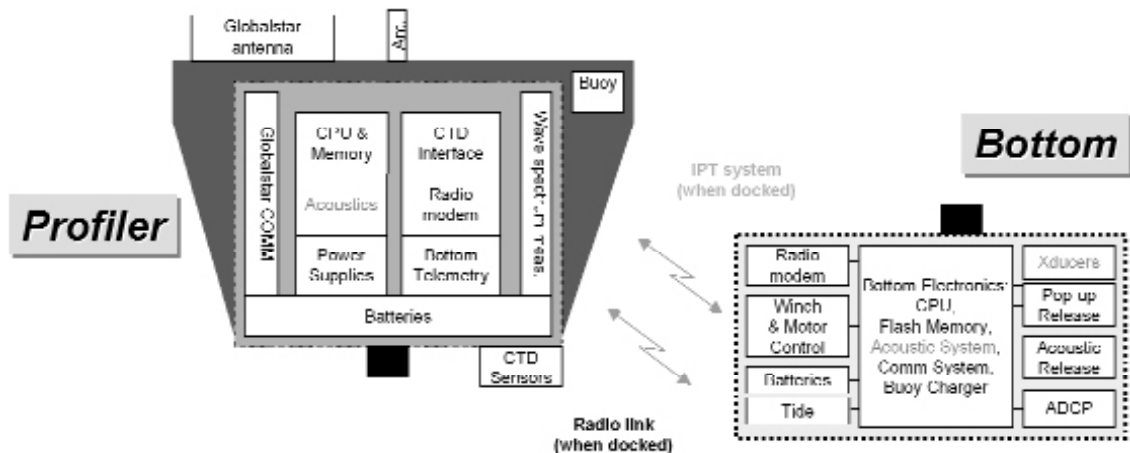 Globalstar
antenna
Buoy
Globalstar COMM
CPU &
Memory
Acoustics
CTD
Interface
Radio
modem
Power
Supplies
Bottom
Telemetry
Batteries
CTD
Sensors
Profiler
IPT system
(when docked)
Radio link
(when docked)
Bottom
Radio
modem
Winch
& Motor
Control
Batteries
Tide
Bottom Electronics:
CPU,
Flash Memory,
Acoustic System,
Comm System,
Buoy Charger
Xducers
Pop up
Release
Acoustic
Release
ADCP